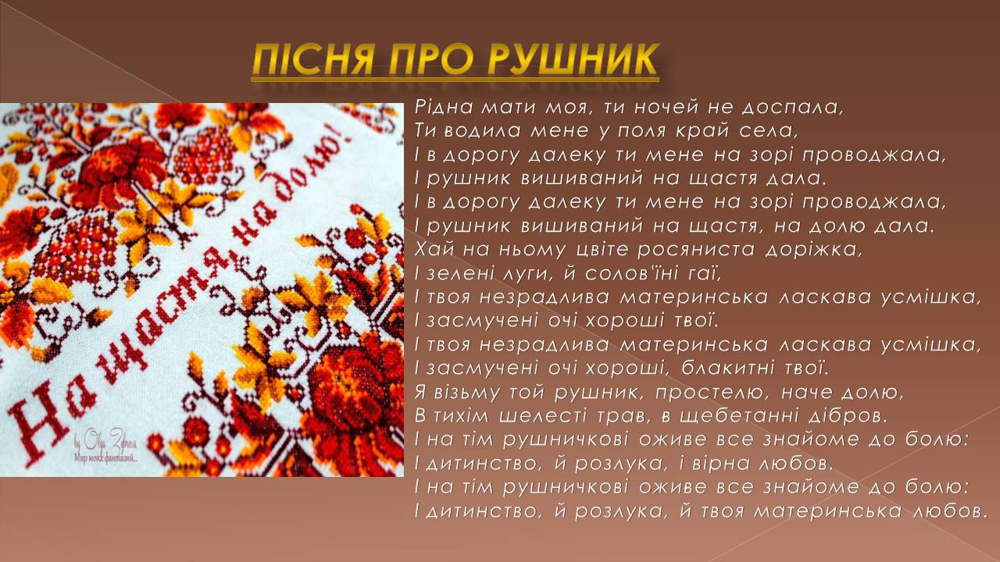 ПІСНЯ ПРО РУШНИК
Рідна мати моя, ти ночей не доспала,
Ти водила мене у поля край села,
І в дорогу далеку ти мене на зорі проводжала,
І рушник вишиваний на щастя дала.
І в дорогу далеку ти мене на зорі проводжала,
І рушник вишиваний на щастя, на долю дала.
Хай на ньому цвіте росяниста доріжка,
І зелені луги, й солов'їні гаї,
І твоя незрадлива материнська ласкава усмішка,
І засмучені очі хороші твої.
І твоя незрадлива материнська ласкава усмішка,
І засмучені очі хороші, блакитні твої.
Я візьму той рушник, простелю, наче долю,
В тихім шелесті трав, в щебетанні дібров.
І на тім рушничкові оживе все знайоме до болю:
І дитинство, й розлука, і вірна любов.
І на тім рушничкові оживе все знайоме до болю:
І дитинство, й розлука, й твоя материнська любов.
На щастя, на долю!
by Olga
Мир моих фантазий...